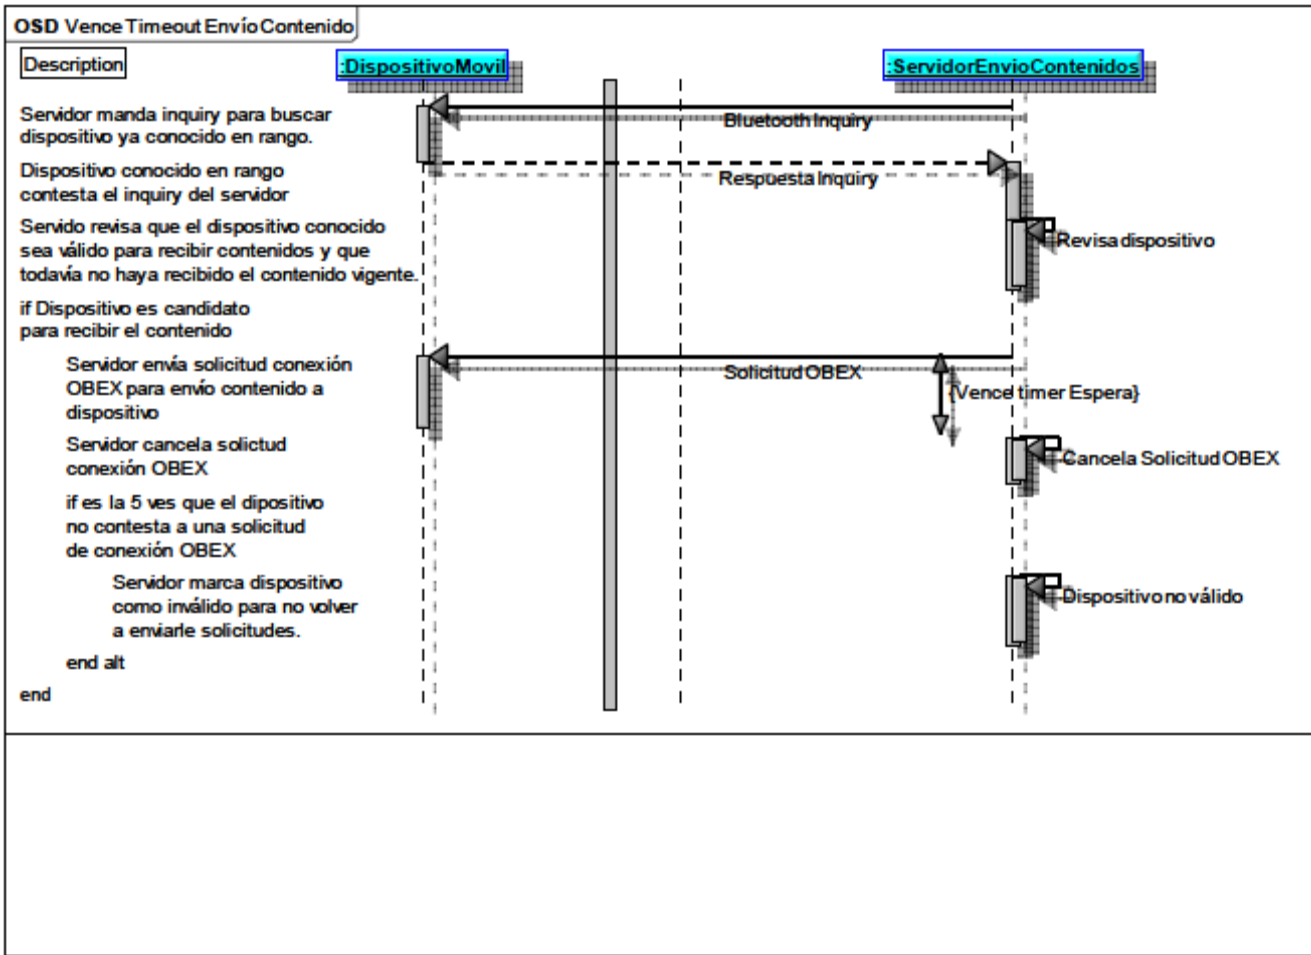 OSD Vence Timeout Envío Contenido
Description
:DispositivoMovil
:ServidorEnvioContenidos
Servidor manda inquiry para buscar
dispositivo ya conocido en rango.
Bluetooth Inquiry
Dispositivo conocido en rango
contesta el inquiry del servidor
Respuesta Inquiry
Servido revisa que el dispositivo conocido
sea válido para recibir contenidos y que
todavía no haya recibido el contenido vigente.
Revisa dispositivo
if Dispositivo es candidato
para recibir el contenido
Servidor envía solicitud conexión
OBEX para envío contenido a
dispositivo
Solicitud OBEX
{Vence timer Espera}
Servidor cancela solictud
conexión OBEX
Cancela Solicitud OBEX
if es la 5 ves que el dipositivo
no contesta a una solicitud
de conexión OBEX
Servidor marca dispositivo
como inválido para no volver
a enviarle solicitudes.
Dispositivo no válido
end alt
end